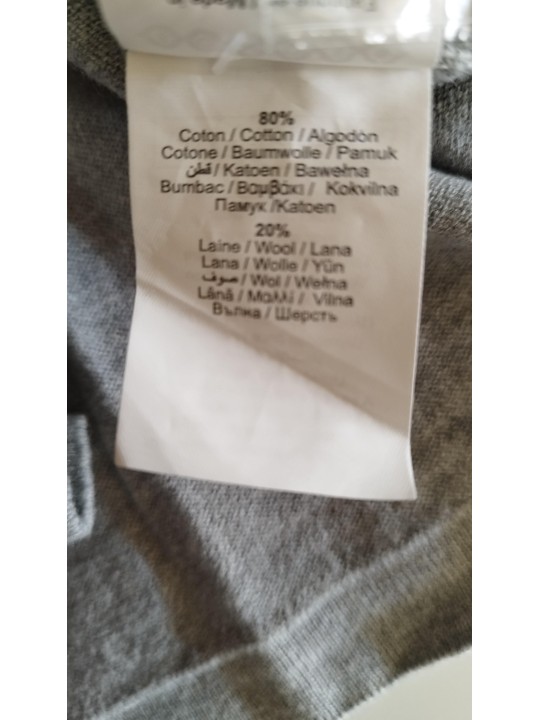 80%
Coton / Cotton / Algodòn
Cotone / Baumwolle / Pamuk
قطن / Katoen / Bawełna
Bumbac / Βαμβάκι / Kokvilna
Памук /Katoen
20%
Laine / Wool / Lana
Lana / Wolle / Yün
صوف / Wol / Wełna
Lână / Μαλλί / Vilna
Вълна / Шерсть